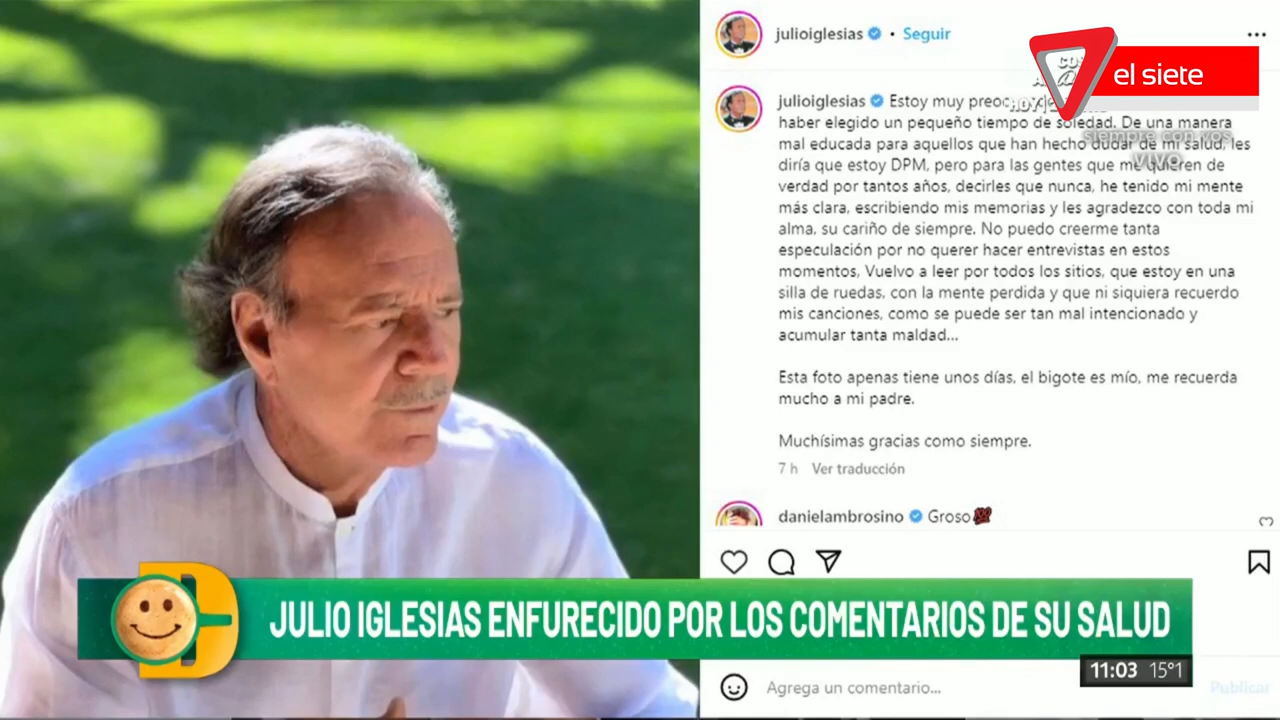 julioiglesias • Seguir
el siete
julioiglesias Estoy muy
haber elegido un pequeño tiempo de soledad. De una manera
mal educada para aquellos que han hecho dudar de mi salud, les
siempre con vos
VIVO
diría que estoy DPM, pero para las gentes que me quieren de
verdad por tantos años, decirles que nunca, he tenido mi mente
más clara, escribiendo mis memorias y les agradezco con toda mi
alma, su cariño de siempre. No puedo creerme tanta
especulación por no querer hacer entrevistas en estos
momentos, Vuelvo a leer por todos los sitios, que estoy en una
silla de ruedas, con la mente perdida y que ni siquiera recuerdo
mis canciones, como se puede ser tan mal intencionado y
acumular tanta maldad...
Esta foto apenas tiene unos días, el bigote es mío, me recuerda
mucho a mi padre.
Muchísimas gracias como siempre.
7 h Ver traducción
danielambrosino Groso💯
JULIO IGLESIAS ENFURECIDO POR LOS COMENTARIOS DE SU SALUD
11:03 15°1
Agrega un comentario...
Publicar